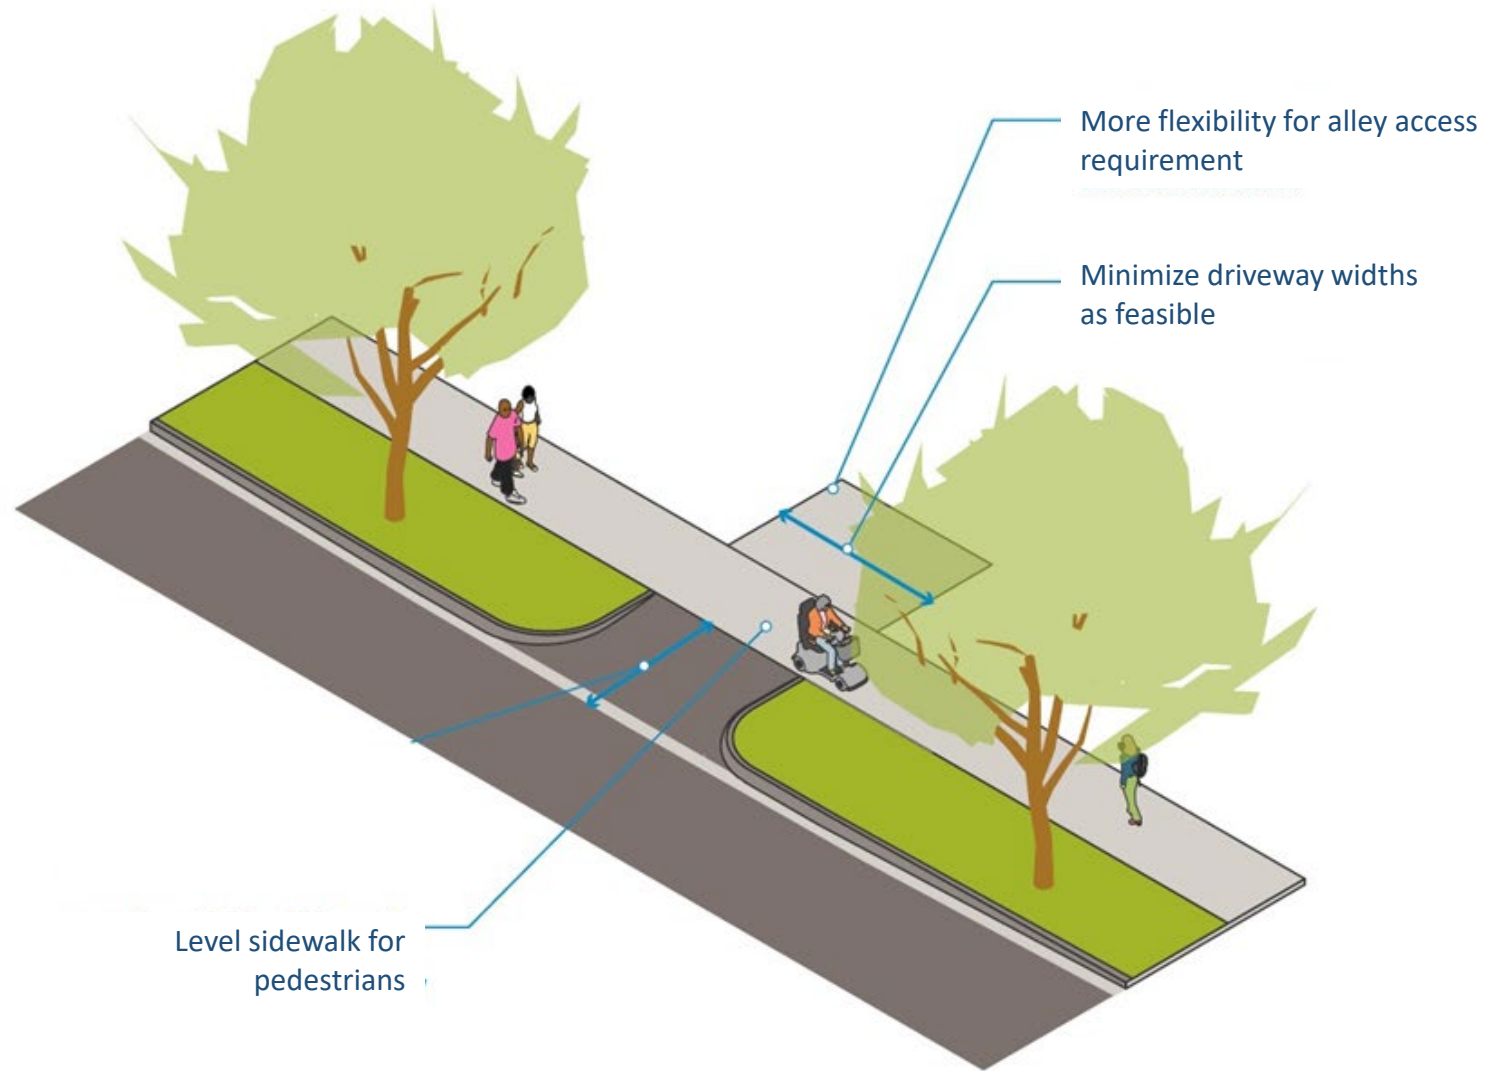 More flexibility for alley access
requirement
Minimize driveway widths
as feasible
Level sidewalk for
pedestrians